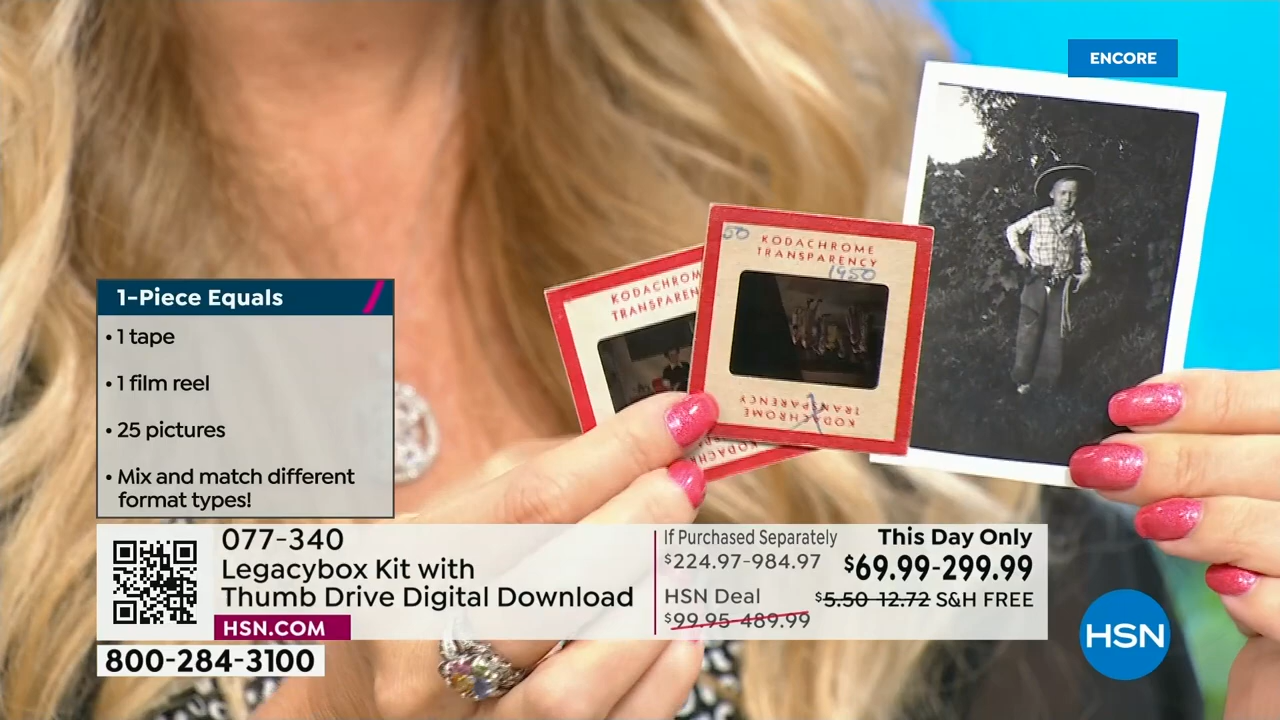 ENCORE
50
KODACHROME
TRANSPARENCY
1950
KODACHROME
TRANSPARENCY
KODACHROM
TRANSPAREN
1-Piece Equals
• 1 tape
• 1 film reel
• 25 pictures
• Mix and match different
format types!
077-340
Legacybox Kit with
Thumb Drive Digital Download
HSN.COM
800-284-3100
If Purchased Separately
$224.97-984.97
HSN Deal
$99.95-489.99
This Day Only
$69.99-299.99
$5.50-12.72 S&H FREE
HSN